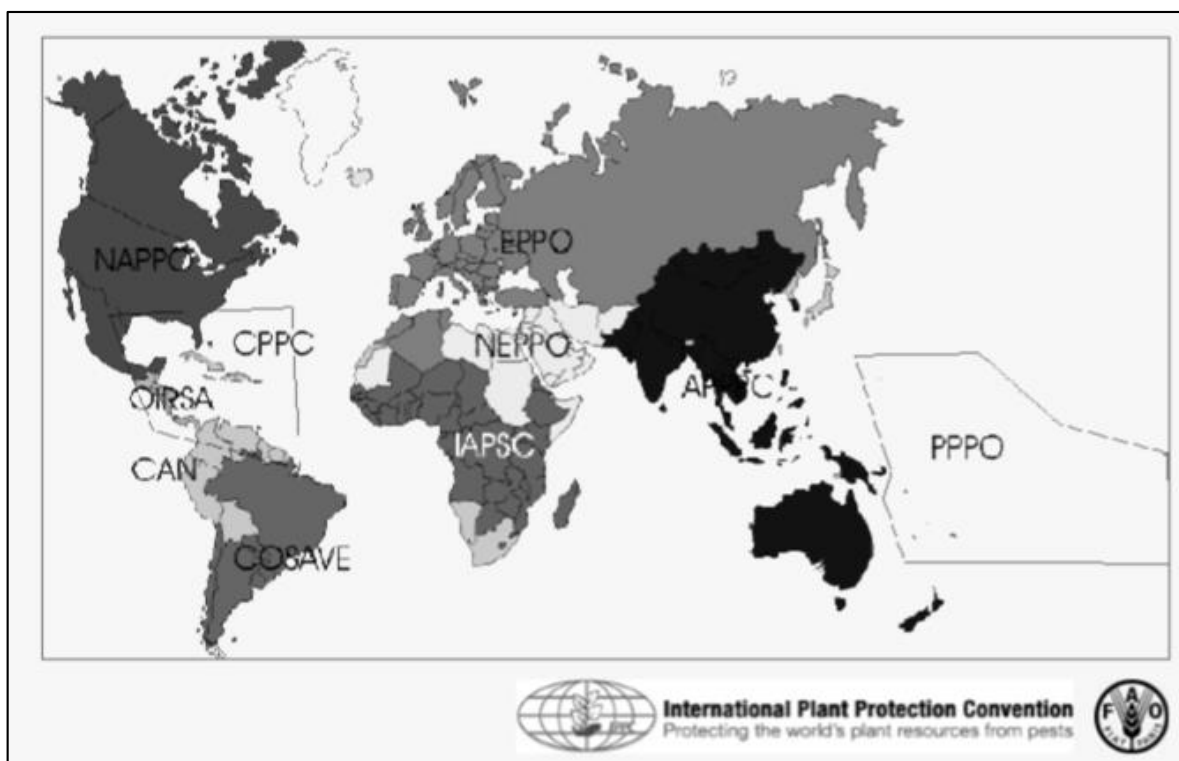 EPPO
NAPPO
CPPC
NEPPO
OIRSA
IAPSC
PPPO
CAN
COSAVE
International Plant Protection Convention
Protecting the world's plant resources from pests
F A O